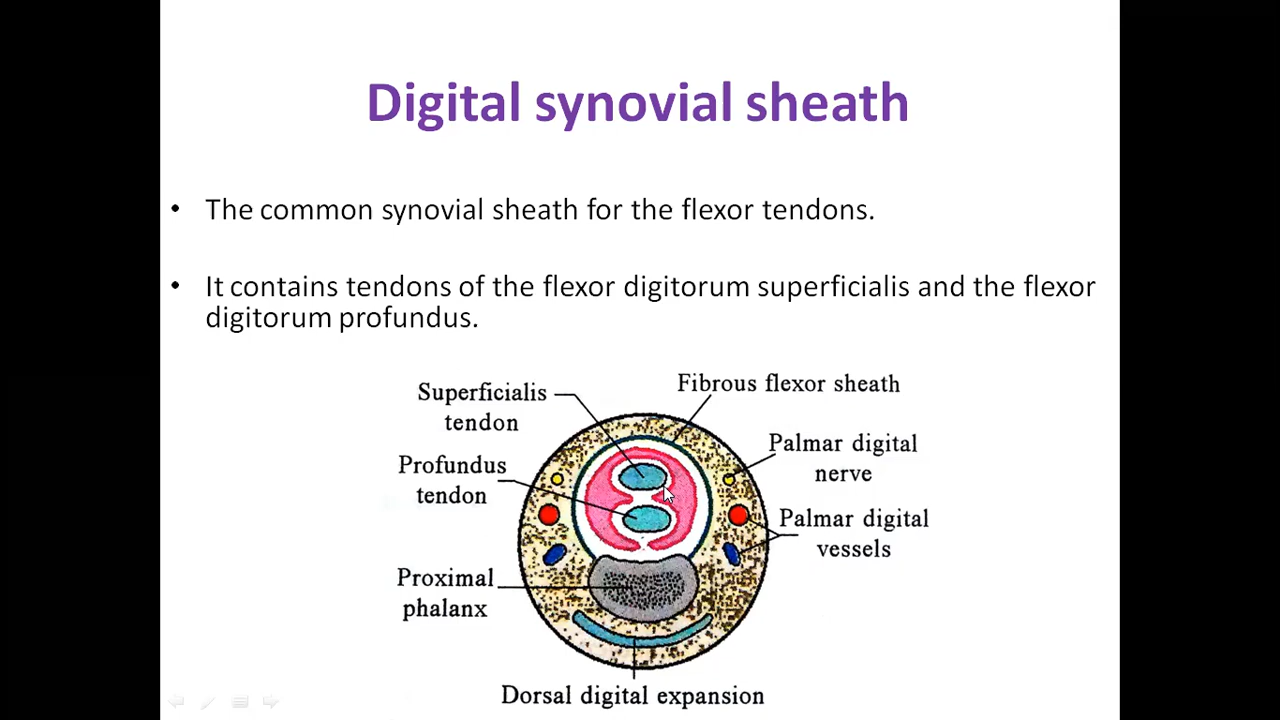 Digital synovial sheath
• The common synovial sheath for the flexor tendons.
• It contains tendons of the flexor digitorum superficialis and the flexor
digitorum profundus.
Superficialis
tendon
Fibrous flexor sheath
Profundus
tendon
Palmar digital
nerve
Palmar digital
vessels
Proximal
phalanx
Dorsal digital expansion